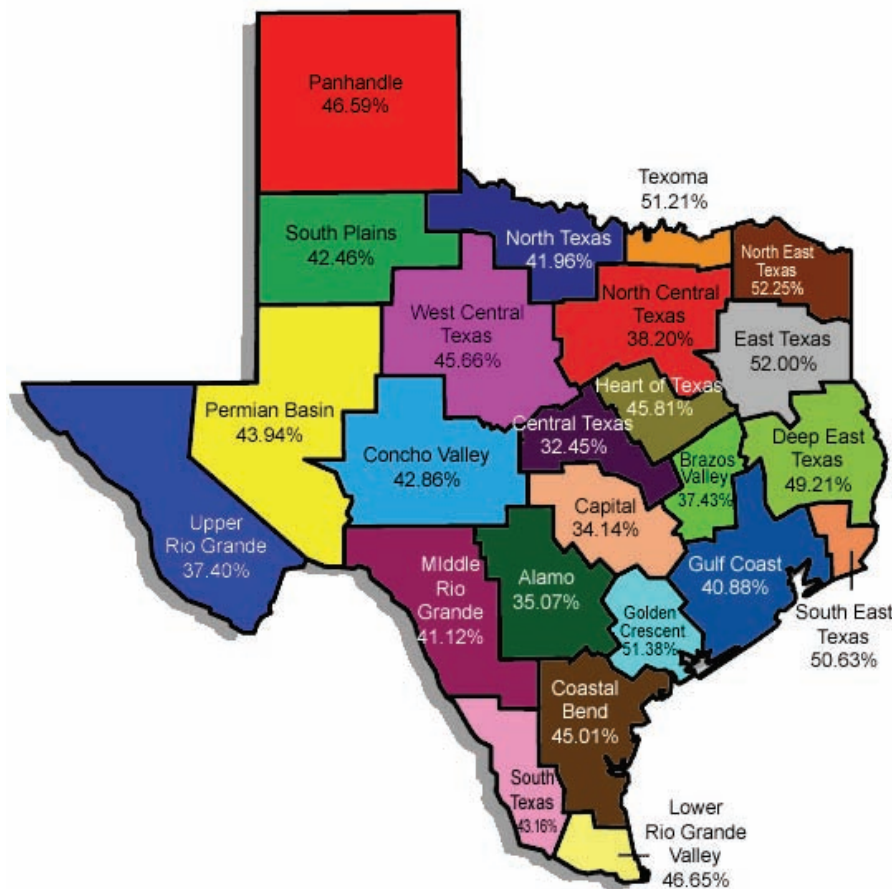 Panhandle
46.59%
Texoma
51.21%
South Plains
42.46%
North Texas
41.96%
North East
Texas
52.25%
West Central
Texas
45.66%
North Central
Texas
38.20%
East Texas
52.00%
Permian Basin
43.94%
Heart of Texas
45.81%
Central Texas
32.45%
Concho Valley
42.86%
Brazos
Valley
37.43%
Deep East
Texas
49.21%
Upper
Rio Grande
37.40%
Capital
34.14%
MIddle
Rio
Grande
41.12%
Alamo
35.07%
Gulf Coast
40.88%
Golden
Crescent
51.38%
South East
Texas
50.63%
Coastal
Bend
45.01%
South
Texas
43.16%
Lower
Rio Grande
Valley
46.65%